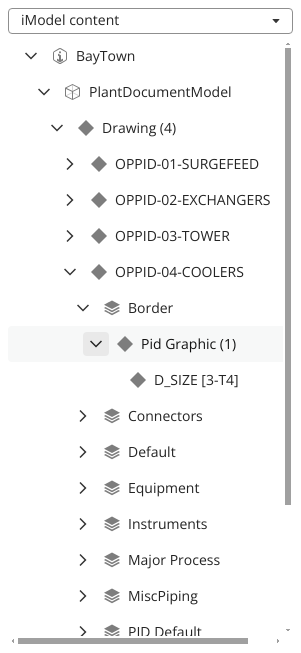 iModel content
BayTown
PlantDocumentModel
Drawing (4)
OPPID-01-SURGEFEED
OPPID-02-EXCHANGERS
OPPID-03-TOWER
OPPID-04-COOLERS
Border
Pid Graphic (1)
D_SIZE [3-T4]
Connectors
Default
Equipment
Instruments
Major Process
MiscPiping
PID Default